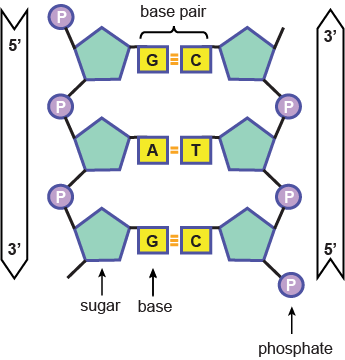 base pair
P
5'
3'
G C
P
P
A T
P
P
G C
3'
5'
P
sugar
base
phosphate